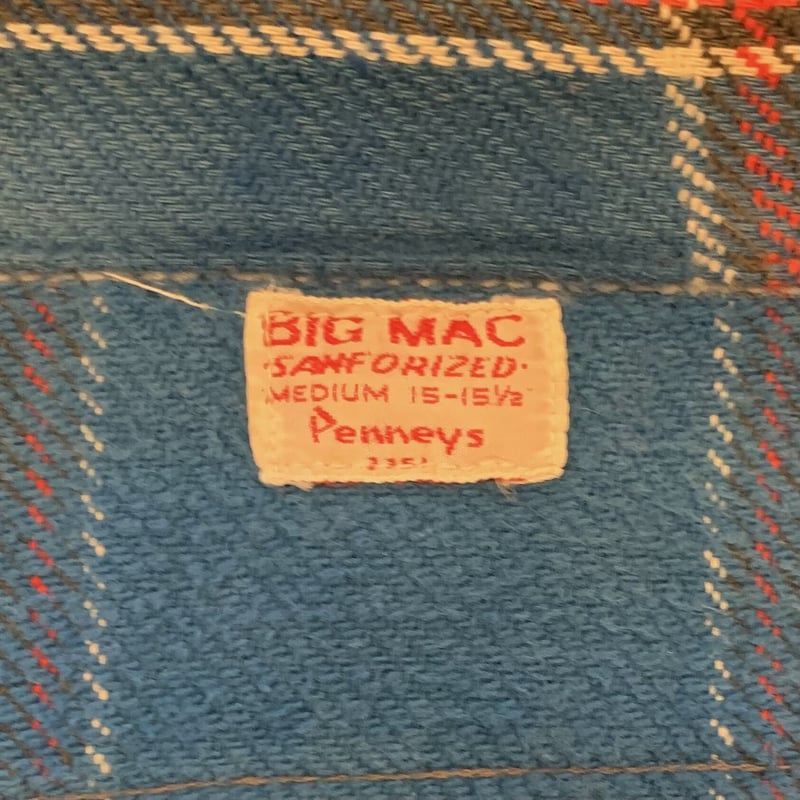 BIG MAC
·SANFORIZED·
MEDIUM 15-15½
Penneys